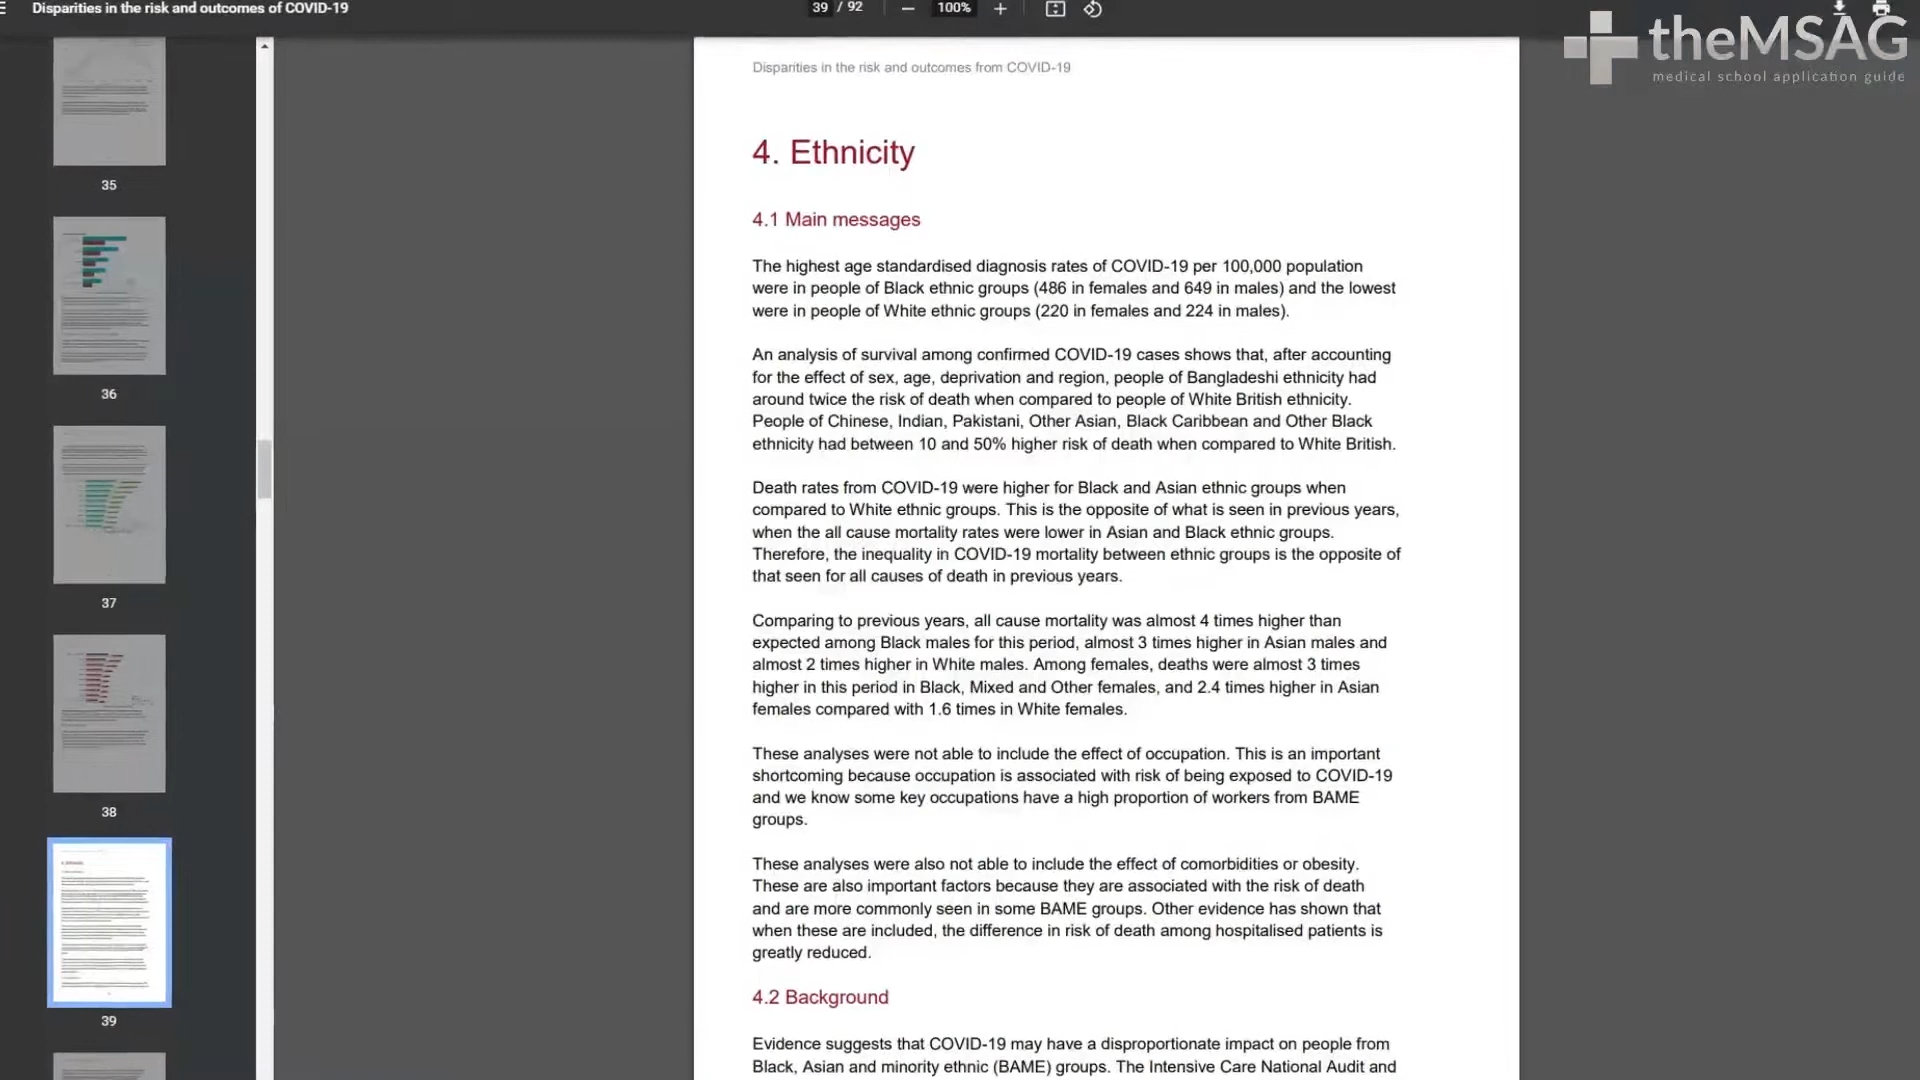 Disparities in the risk and outcomes of COVID-19
39 / 92
100%
theMSAG
medical school application guide
35
36
37
38
39
Disparities in the risk and outcomes from COVID-19
4. Ethnicity
4.1 Main messages
The highest age standardised diagnosis rates of COVID-19 per 100,000 population
were in people of Black ethnic groups (486 in females and 649 in males) and the lowest
were in people of White ethnic groups (220 in females and 224 in males).
An analysis of survival among confirmed COVID-19 cases shows that, after accounting
for the effect of sex, age, deprivation and region, people of Bangladeshi ethnicity had
around twice the risk of death when compared to people of White British ethnicity.
People of Chinese, Indian, Pakistani, Other Asian, Black Caribbean and Other Black
ethnicity had between 10 and 50% higher risk of death when compared to White British.
Death rates from COVID-19 were higher for Black and Asian ethnic groups when
compared to White ethnic groups. This is the opposite of what is seen in previous years,
when the all cause mortality rates were lower in Asian and Black ethnic groups.
Therefore, the inequality in COVID-19 mortality between ethnic groups is the opposite of
that seen for all causes of death in previous years.
Comparing to previous years, all cause mortality was almost 4 times higher than
expected among Black males for this period, almost 3 times higher in Asian males and
almost 2 times higher in White males. Among females, deaths were almost 3 times
higher in this period in Black, Mixed and Other females, and 2.4 times higher in Asian
females compared with 1.6 times in White females.
These analyses were not able to include the effect of occupation. This is an important
shortcoming because occupation is associated with risk of being exposed to COVID-19
and we know some key occupations have a high proportion of workers from BAME
groups.
These analyses were also not able to include the effect of comorbidities or obesity.
These are also important factors because they are associated with the risk of death
and are more commonly seen in some BAME groups. Other evidence has shown that
when these are included, the difference in risk of death among hospitalised patients is
greatly reduced.
4.2 Background
Evidence suggests that COVID-19 may have a disproportionate impact on people from
Black, Asian and minority ethnic (BAME) groups. The Intensive Care National Audit and